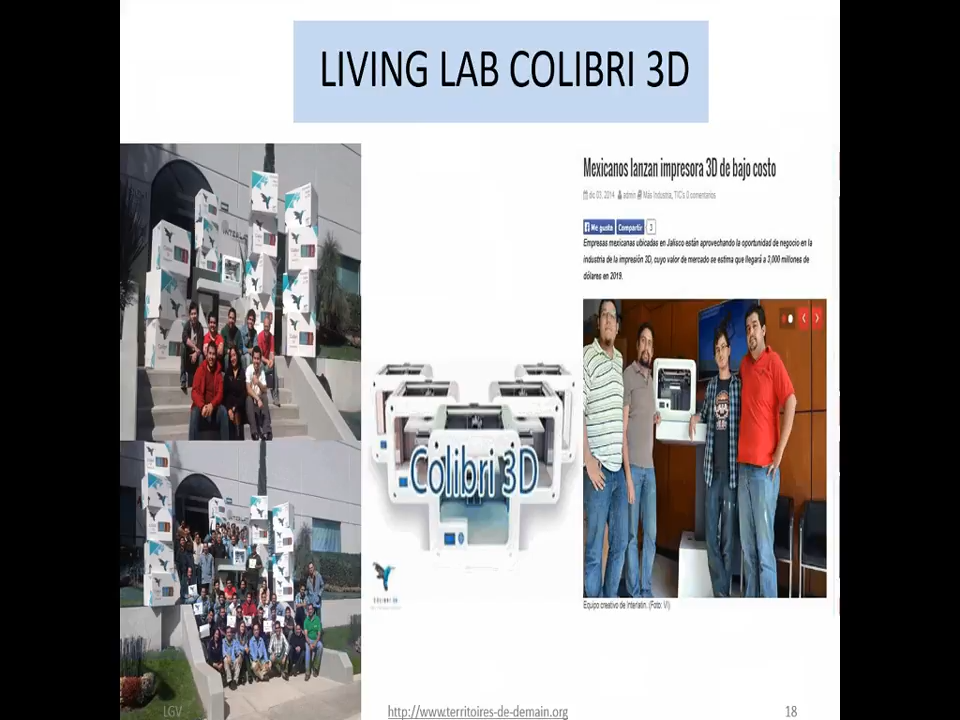 LIVING LAB COLIBRI 3D
Mexicanos lanzan impresora 3D de bajo costo
dic 03, 2014 admin Más Industria, TIC's 0 comentarios
Me gusta Compartir 3
Empresas mexicanas ubicadas en Jalisco están aprovechando la oportunidad de negocio en la
industria de la impresión 3D, cuyo valor de mercado se estima que llegará a 3,000 millones de
dólares en 2019.
Colibri 3D
Equipo creativo de Interlatin. (Foto: VI)
LGV
http://www.territoires-de-demain.org
18